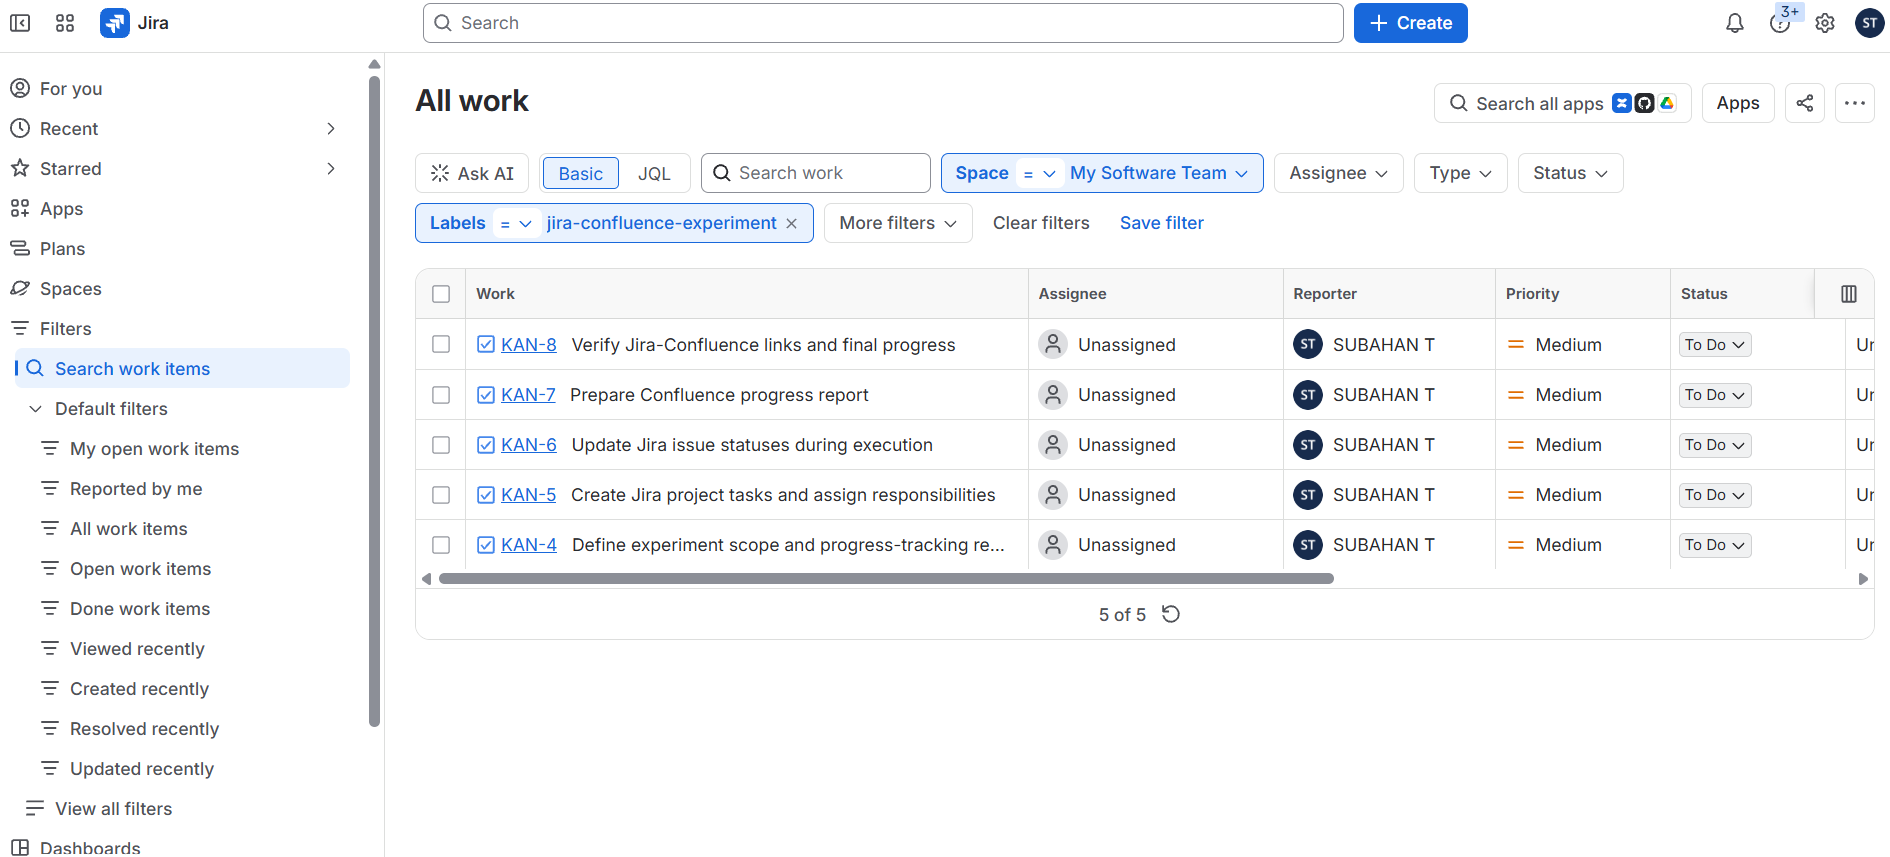 Jira
Search
+ Create
3+
ST
For you
Recent
Starred
Apps
Plans
Spaces
Filters
Search work items
Default filters
My open work items
Reported by me
All work items
Open work items
Done work items
Viewed recently
Created recently
Resolved recently
Updated recently
View all filters
Dashboards
All work
Search all apps
Apps
Ask AI
Basic
JQL
Search work
Space = My Software Team
Assignee
Type
Status
Labels = jira-confluence-experiment
More filters
Clear filters
Save filter
Work Assignee Reporter Priority Status
KAN-8 Verify Jira-Confluence links and final progress Unassigned ST SUBAHAN T Medium To Do Ur
KAN-7 Prepare Confluence progress report Unassigned ST SUBAHAN T Medium To Do Ur
KAN-6 Update Jira issue statuses during execution Unassigned ST SUBAHAN T Medium To Do Ur
KAN-5 Create Jira project tasks and assign responsibilities Unassigned ST SUBAHAN T Medium To Do Ur
KAN-4 Define experiment scope and progress-tracking re... Unassigned ST SUBAHAN T Medium To Do Ur
5 of 5